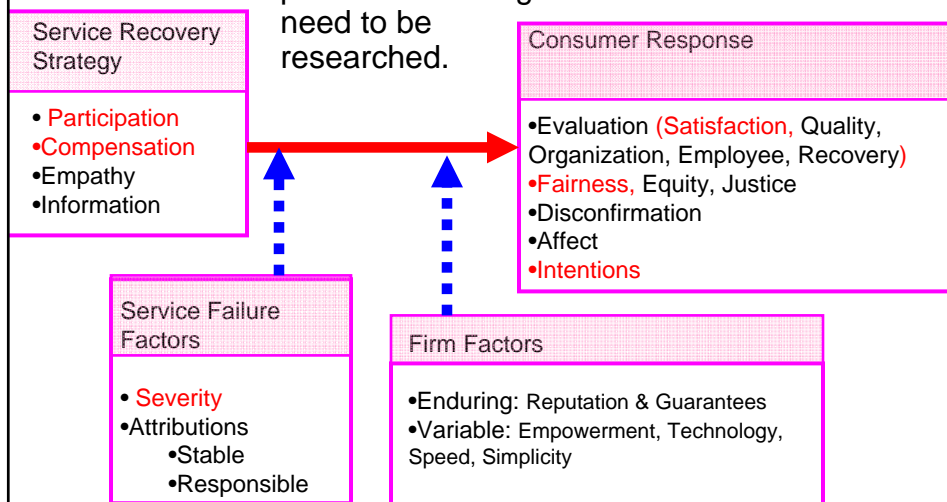 need to be
researched.
Service Recovery
Strategy
• Participation
•Compensation
•Empathy
•Information
Consumer Response
•Evaluation (Satisfaction, Quality,
Organization, Employee, Recovery)
•Fairness, Equity, Justice
•Disconfirmation
•Affect
•Intentions
Service Failure
Factors
• Severity
•Attributions
•Stable
•Responsible
Firm Factors
•Enduring: Reputation & Guarantees
•Variable: Empowerment, Technology,
Speed, Simplicity